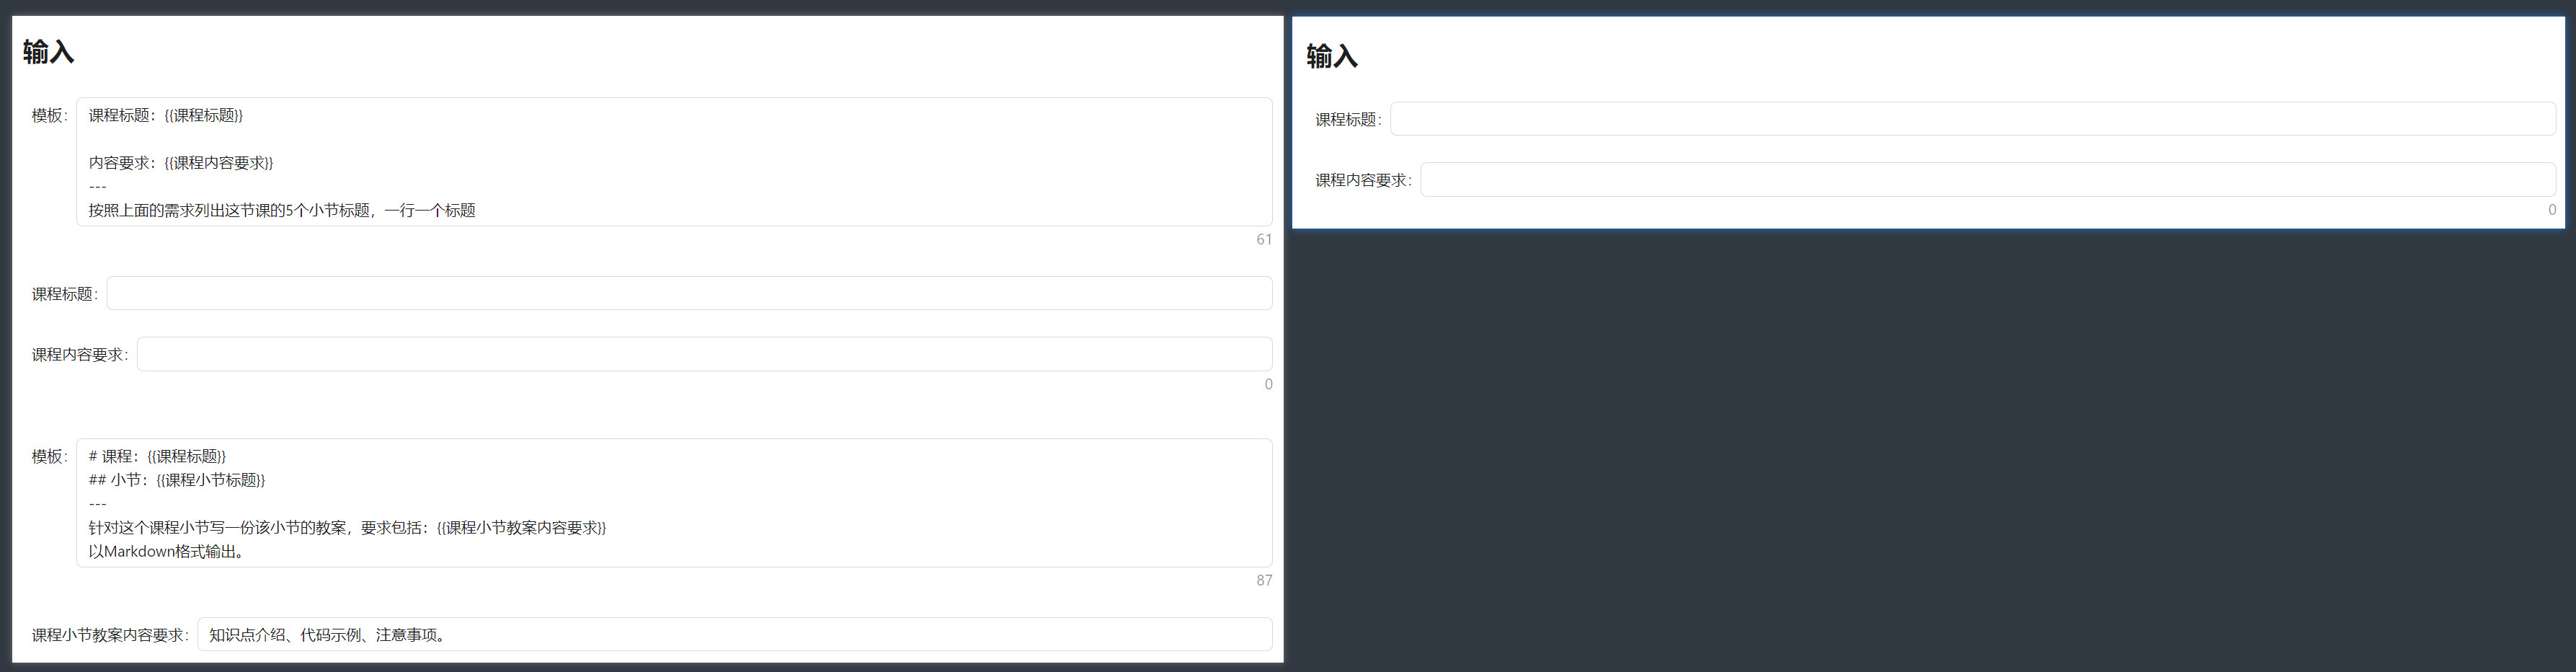 输入
模板：
课程标题：{{课程标题}}
内容要求：{{课程内容要求}}
---
按照上面的需求列出这节课的5个小节标题，一行一个标题
61
课程标题：
课程内容要求：
0
模板：
# 课程：{{课程标题}}
## 小节：{{课程小节标题}}
---
针对这个课程小节写一份该小节的教案，要求包括：{{课程小节教案内容要求}}
以Markdown格式输出。
87
课程小节教案内容要求：
知识点介绍、代码示例、注意事项。
输入
课程标题：
课程内容要求：
0